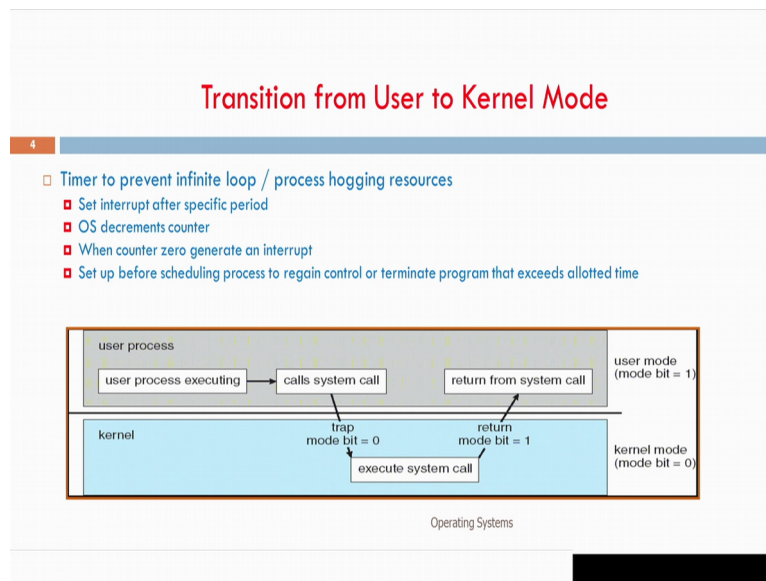 Transition from User to Kernel Mode
4
Timer to prevent infinite loop / process hogging resources
Set interrupt after specific period
OS decrements counter
When counter zero generate an interrupt
Set up before scheduling process to regain control or terminate program that exceeds allotted time
user process
user process executing
calls system call
return from system call
user mode
(mode bit = 1)
kernel
trap
mode bit = 0
return
mode bit = 1
execute system call
kernel mode
(mode bit = 0)
Operating Systems